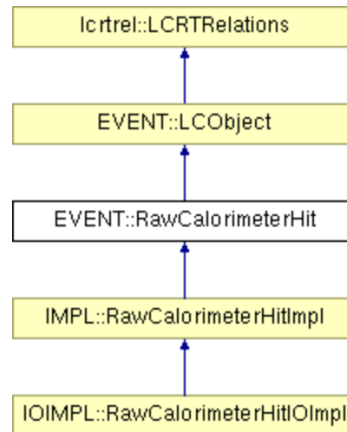 lcrtrel::LCRTRelations
EVENT::LCObject
EVENT::RawCalorimeterHit
IMPL::RawCalorimeterHitImpl
IOIMPL::RawCalorimeterHitIOImpl